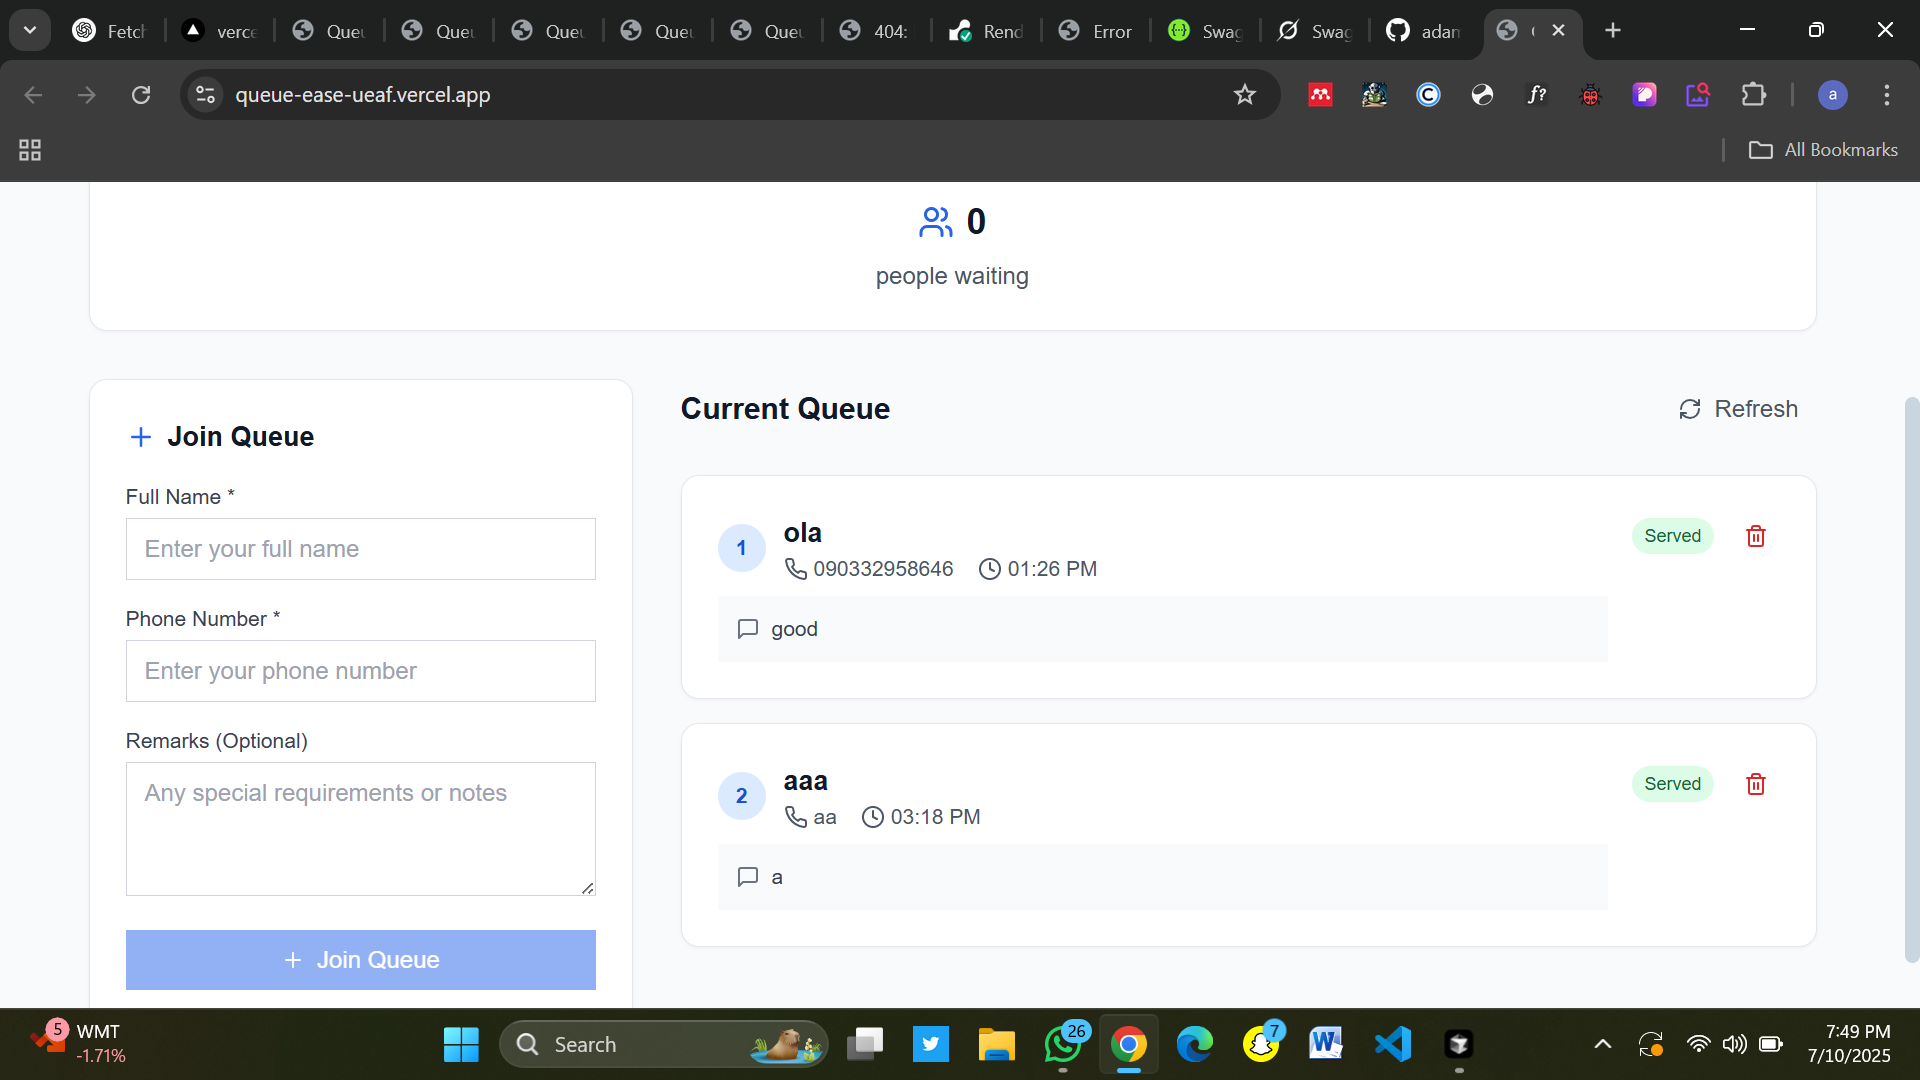 Fetch
verce
Queu
Queu
Queu
Queu
Queu
404:
Rend
Error
Swag
Swag
adam
queue-ease-ueaf.vercel.app
f?
a
All Bookmarks
0
people waiting
Join Queue
Full Name *
Enter your full name
Phone Number *
Enter your phone number
Remarks (Optional)
Any special requirements or notes
Join Queue
Current Queue
Refresh
1
ola
090332958646
01:26 PM
Served
good
2
aaa
aa
03:18 PM
Served
a
5
WMT
-1.71%
Search
26
7
7:49 PM
7/10/2025